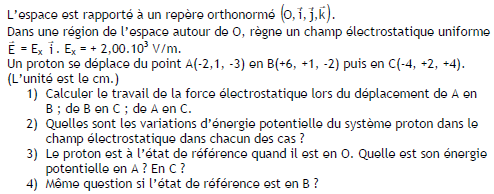 L'espace est rapporté à un repère orthonormé (O,i⃗,j⃗,k⃗).
Dans une région de l'espace autour de O, règne un champ électrostatique uniforme
E⃗ = Eₓ i⃗ . Eₓ = + 2,00.10³ V/m.
Un proton se déplace du point A(-2,1, -3) en B(+6, +1, -2) puis en C(-4, +2, +4).
(L'unité est le cm.)
1) Calculer le travail de la force électrostatique lors du déplacement de A en
B ; de B en C ; de A en C.
2) Quelles sont les variations d'énergie potentielle du système proton dans le
champ électrostatique dans chacun des cas ?
3) Le proton est à l'état de référence quand il est en O. Quelle est son énergie
potentielle en A ? En C ?
4) Même question si l'état de référence est en B ?